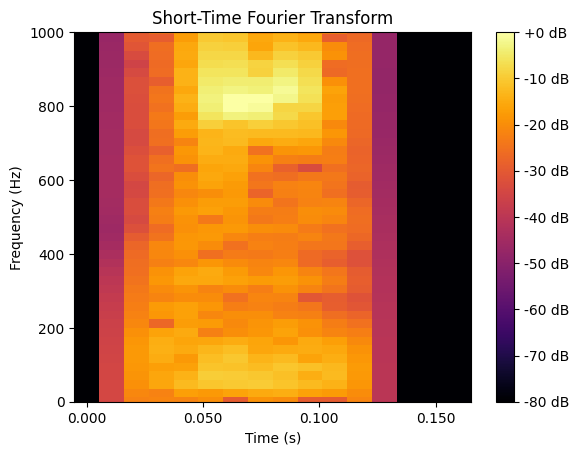 Short-Time Fourier Transform
1000
800
600
400
200
0
Frequency (Hz)
0.000
0.050
0.100
0.150
Time (s)
+0 dB
-10 dB
-20 dB
-30 dB
-40 dB
-50 dB
-60 dB
-70 dB
-80 dB